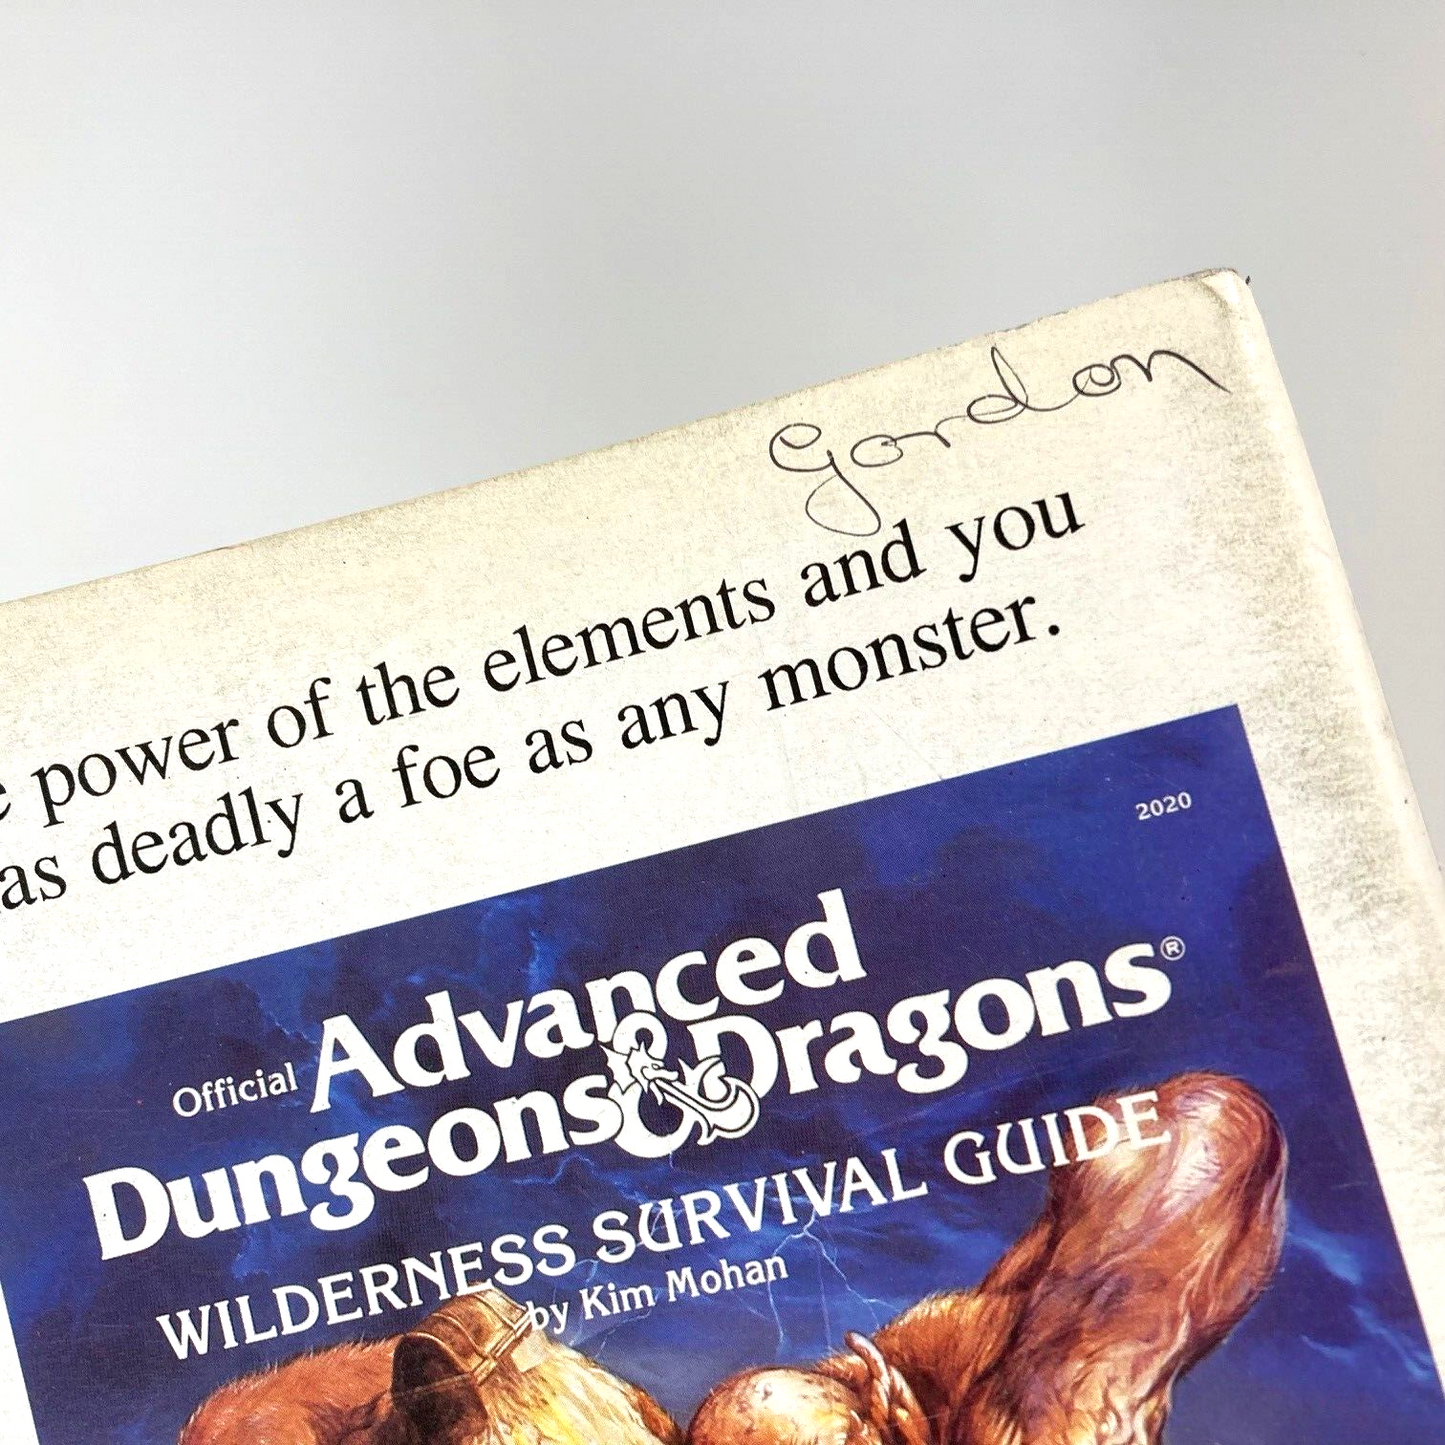 Gordon
power of the elements and you
as deadly a foe as any monster.
2020
Official Advanced
Dungeons & Dragons®
WILDERNESS SURVIVAL GUIDE
by Kim Mohan